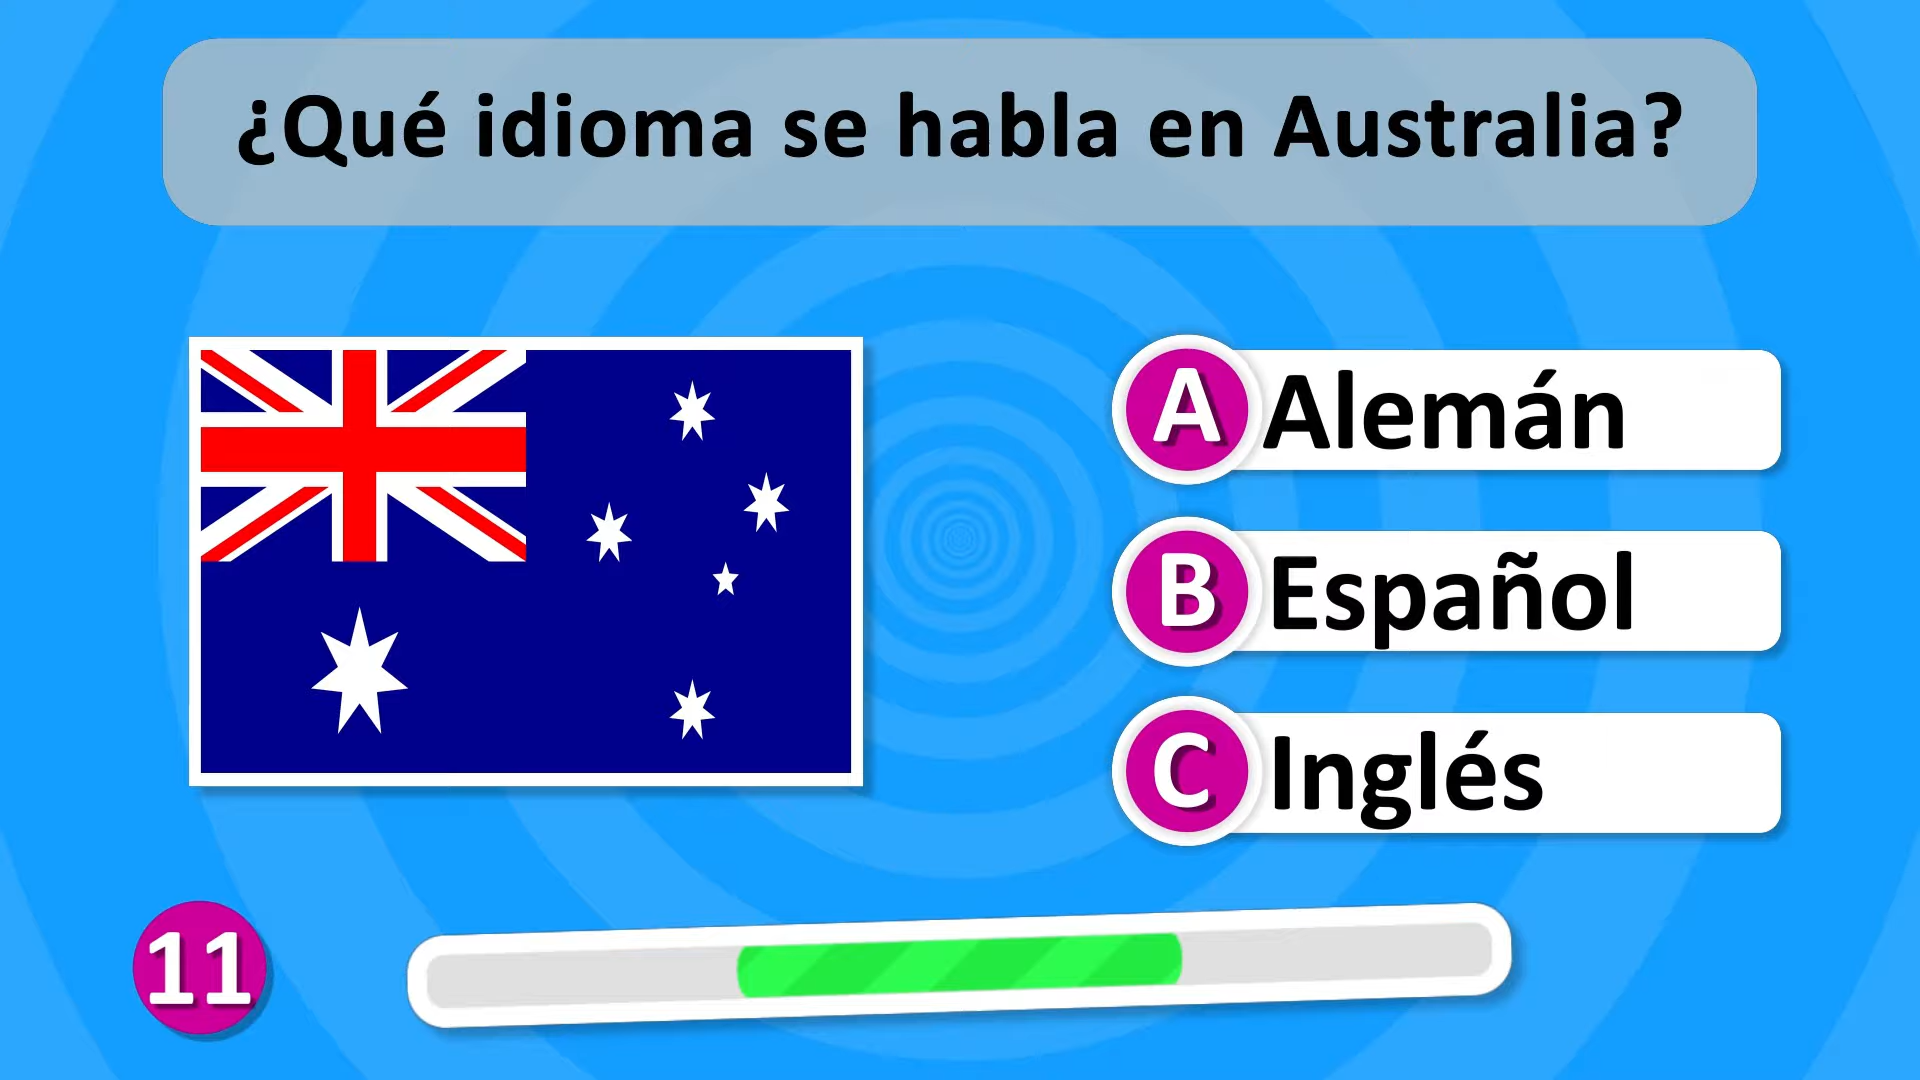 ¿Qué idioma se habla en Australia?
A Alemán
B Español
C Inglés
11